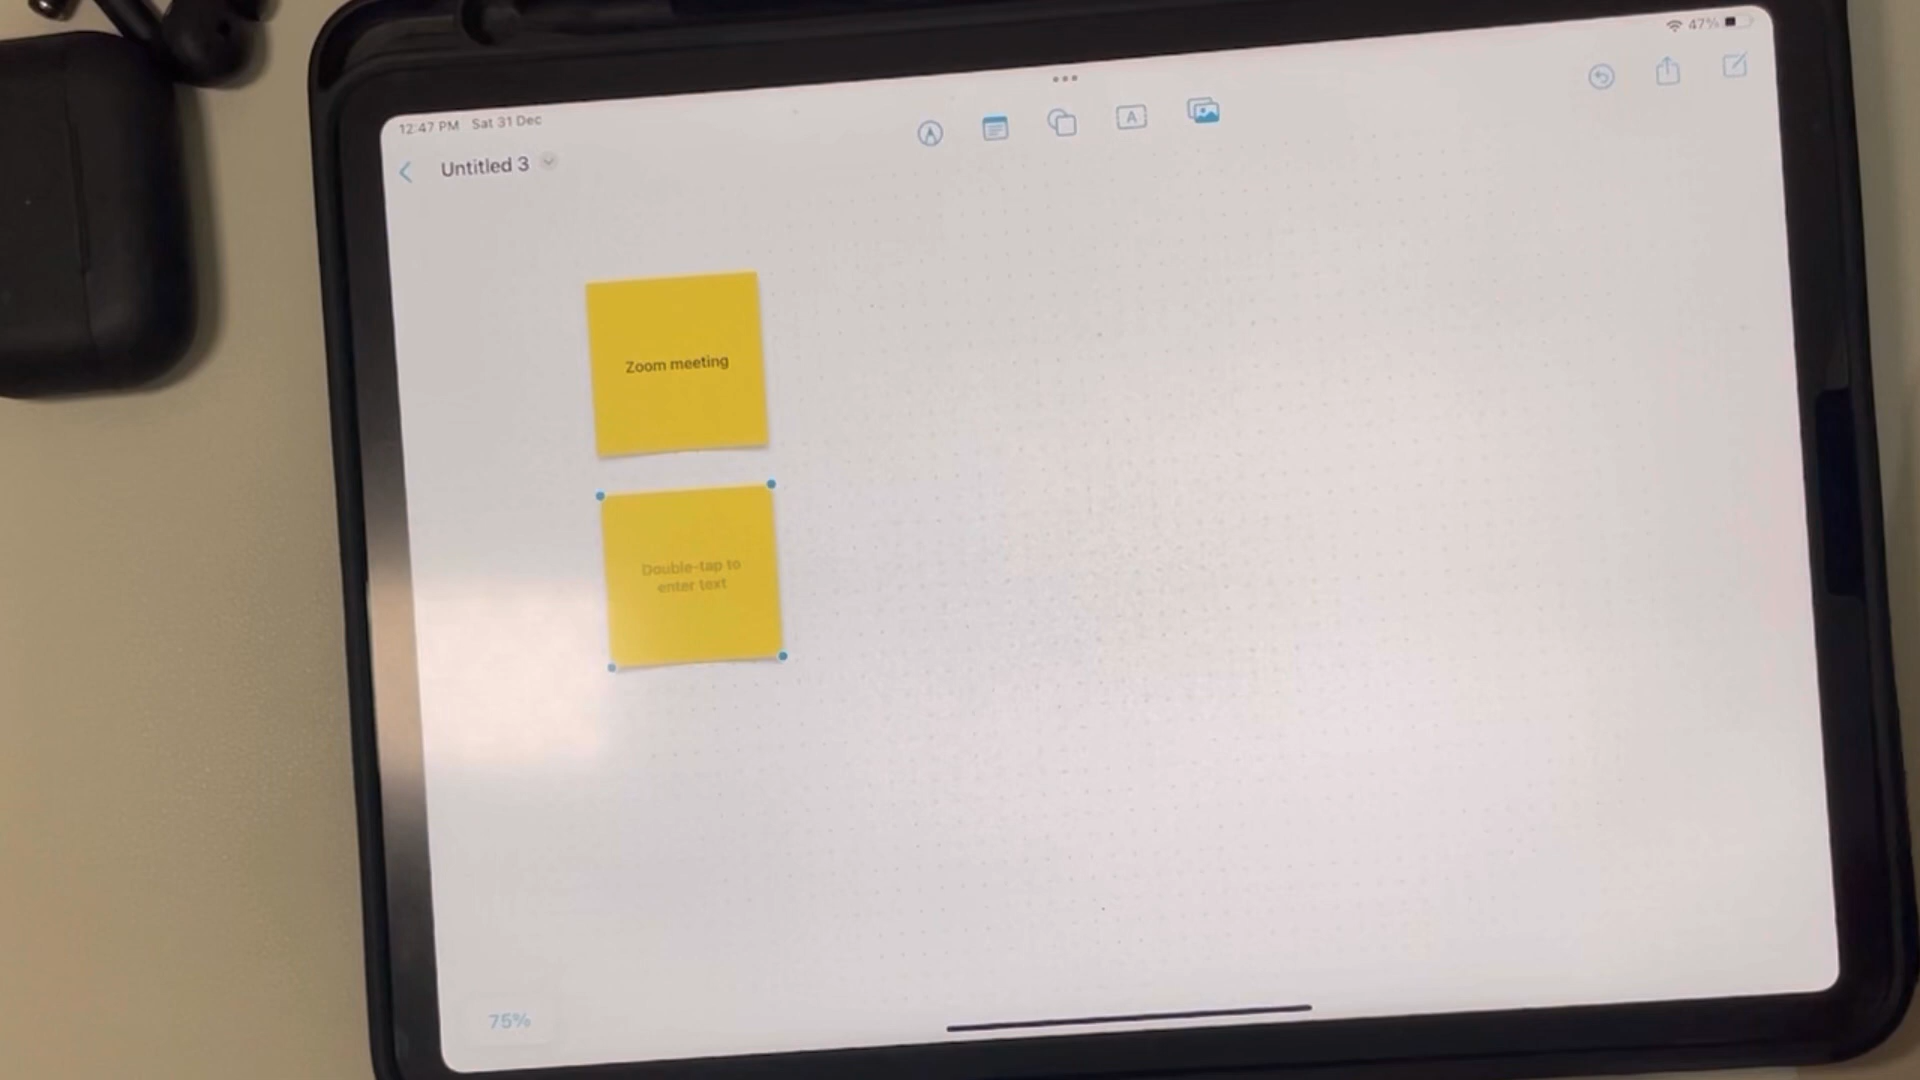 12:47 PM Sat 31 Dec
47%
Untitled 3
A
Zoom meeting
Double-tap to
enter text
75%